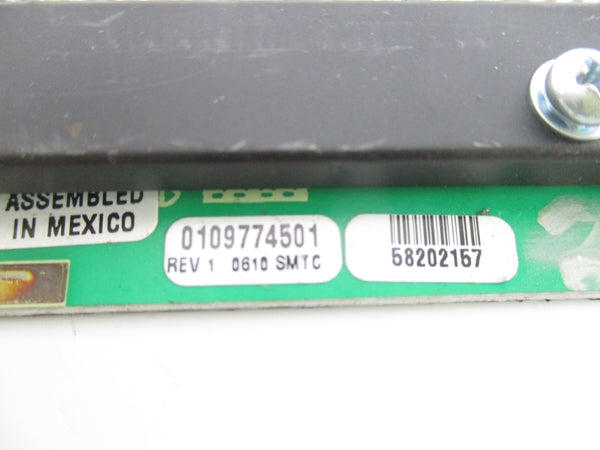 ASSEMBLED
IN MEXICO
0109774501
REV 1 0610 SMTC
58202157